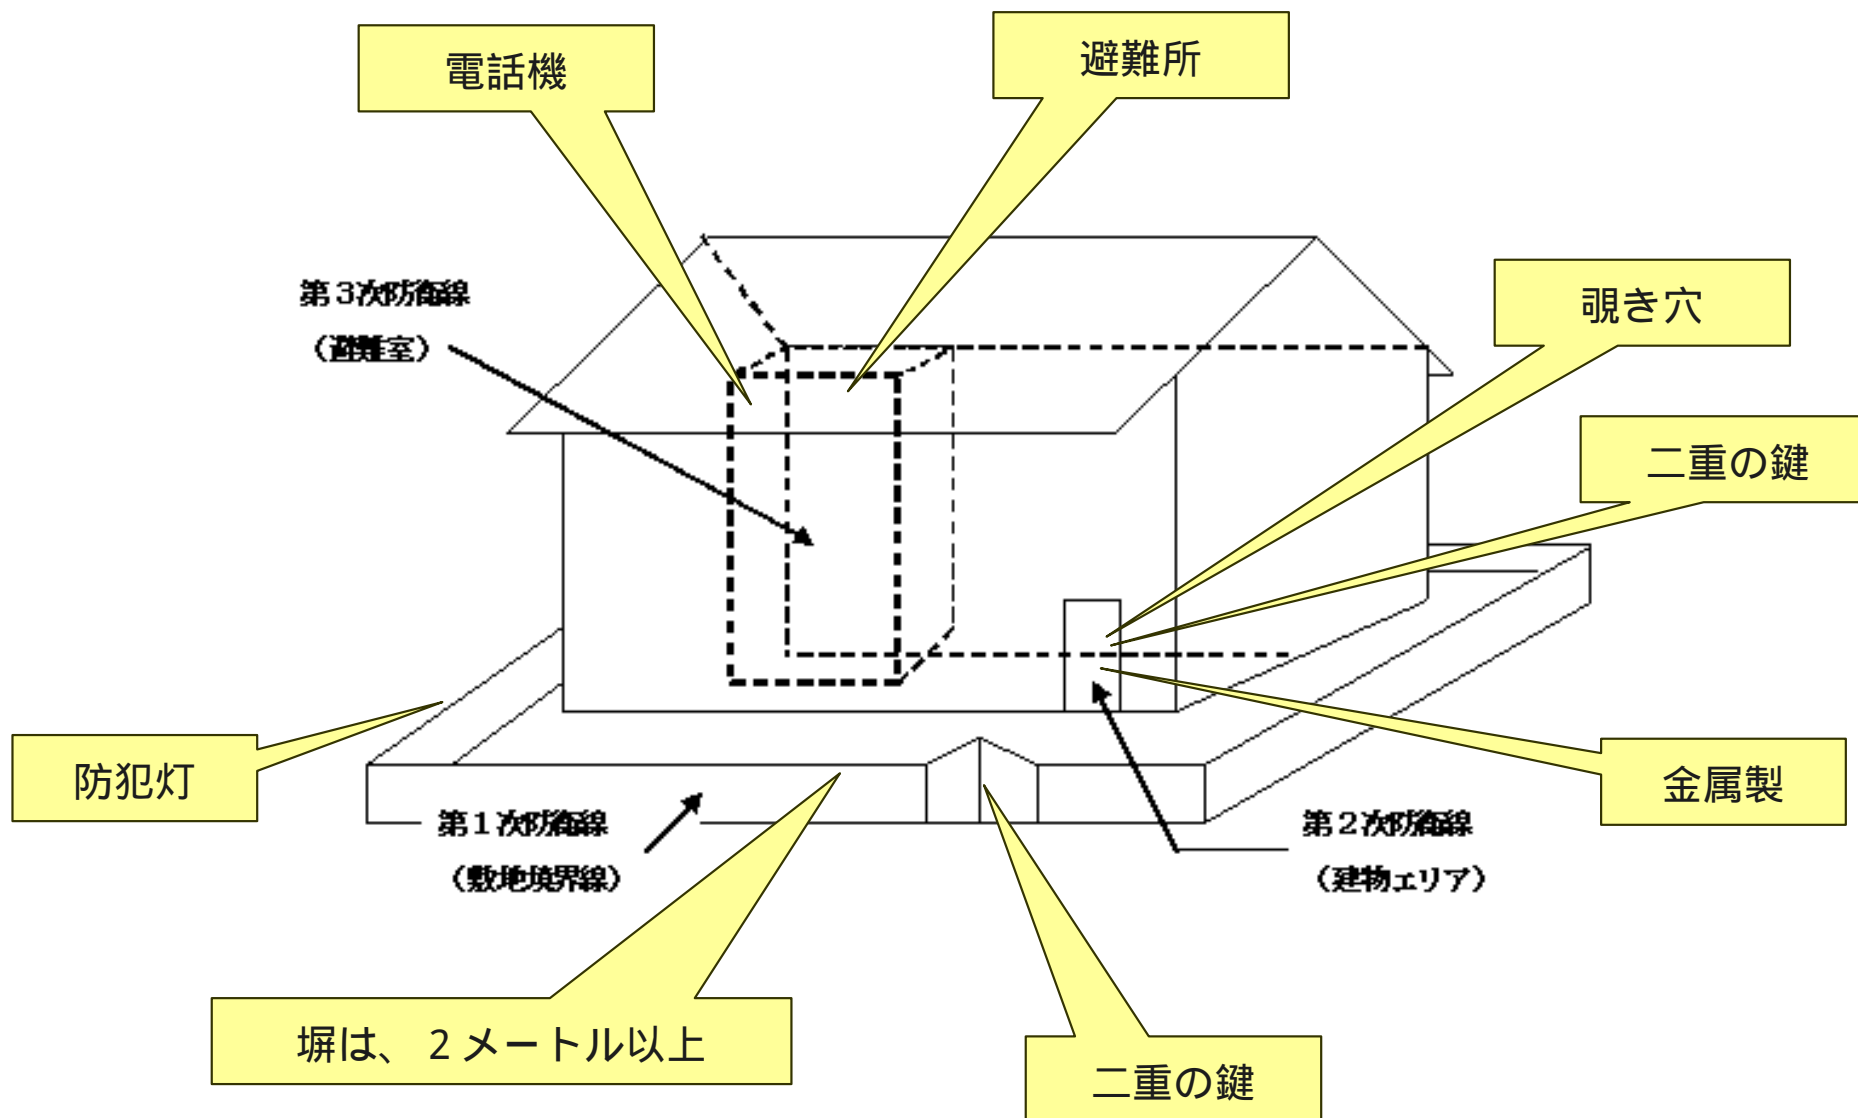 電話機
避難所
第3次防衛線
（避難室）
覗き穴
二重の鍵
防犯灯
金属製
第1次防衛線
（敷地境界線）
第2次防衛線
（建物エリア）
塀は、2メートル以上
二重の鍵